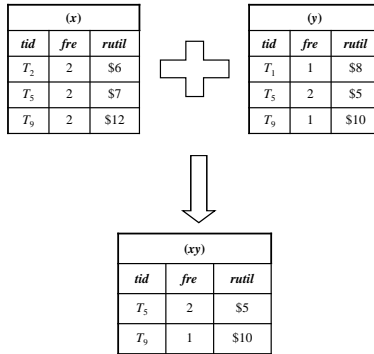 (x)
tid fre rutil
T₂ 2 $6
T₅ 2 $7
T₉ 2 $12
(y)
tid fre rutil
T₁ 1 $8
T₅ 2 $5
T₉ 1 $10
(xy)
tid fre rutil
T₅ 2 $5
T₉ 1 $10